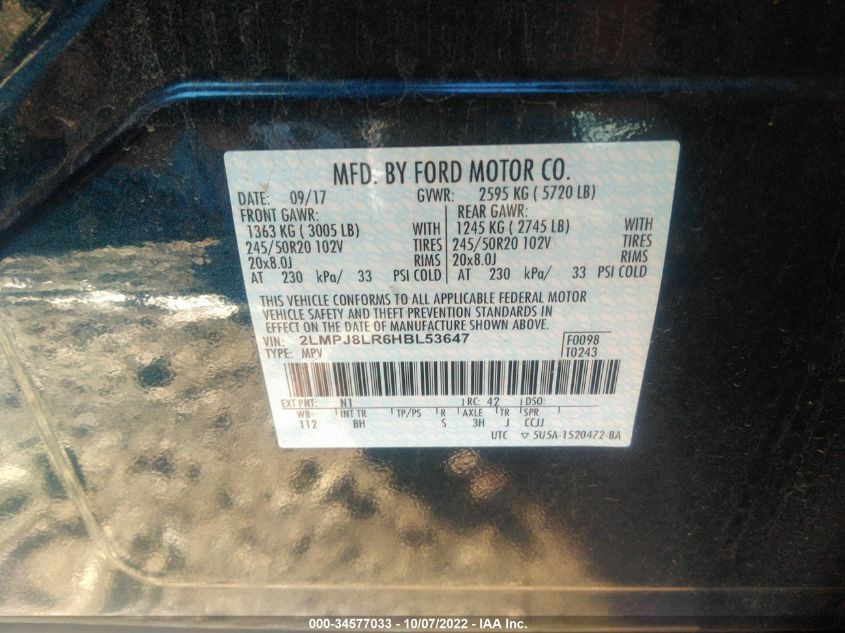 MFD. BY FORD MOTOR CO.
DATE: 09/17 GVWR: 2595 KG ( 5720 LB)
FRONT GAWR: REAR GAWR:
1363 KG ( 3005 LB) WITH 1245 KG ( 2745 LB) WITH
245/50R20 102V TIRES 245/50R20 102V TIRES
20x8.0J RIMS 20x8.0J RIMS
AT 230 kPa/ 33 PSI COLD AT 230 kPa/ 33 PSI COLD
THIS VEHICLE CONFORMS TO ALL APPLICABLE FEDERAL MOTOR
VEHICLE SAFETY AND THEFT PREVENTION STANDARDS IN
EFFECT ON THE DATE OF MANUFACTURE SHOWN ABOVE.
VIN: 2LMPJ8LR6HBL53647 F0098
TYPE: MPV T0243
EXT PNT: N1 RC: 42 DSO:
WB- INT TR TP/PS R AXLE TR SPR
112 BH S 3H J CCJJ
UTC ▽ 5U5A-1520472-BA
000-34577033 - 10/07/2022 - IAA Inc.